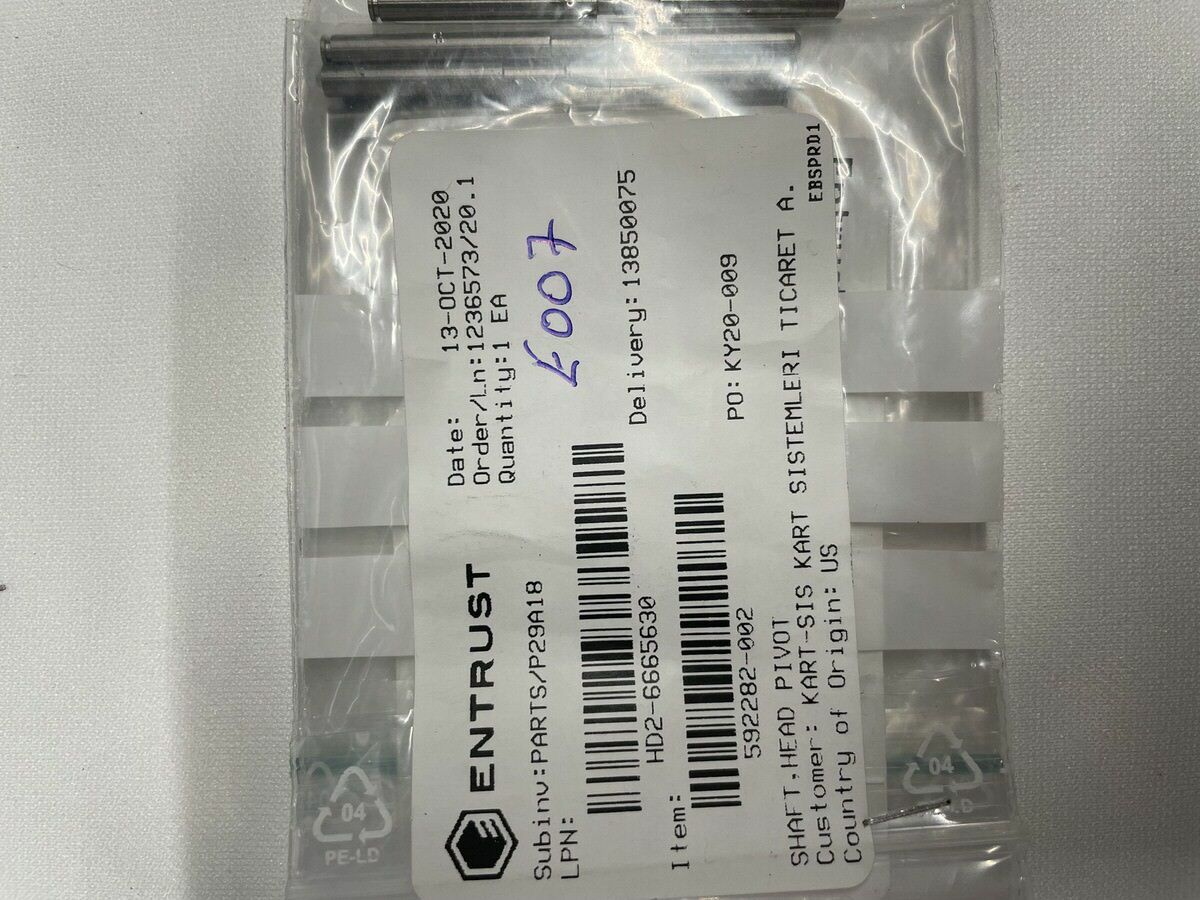 ENTRUST
Date: 13-OCT-2020
Order/Ln:1236573/20.1
Quantity:1 EA
Subinv:PARTS/P29A18
LPN:
E007
HD2-6665630
Delivery:13850075
Item:
592282-002
PO:KY20-009
SHAFT,HEAD PIVOT
Customer: KART-SIS KART SISTEMLERI TICARET A.
Country of Origin: US
EBSPRD1
04
PE-LD
04